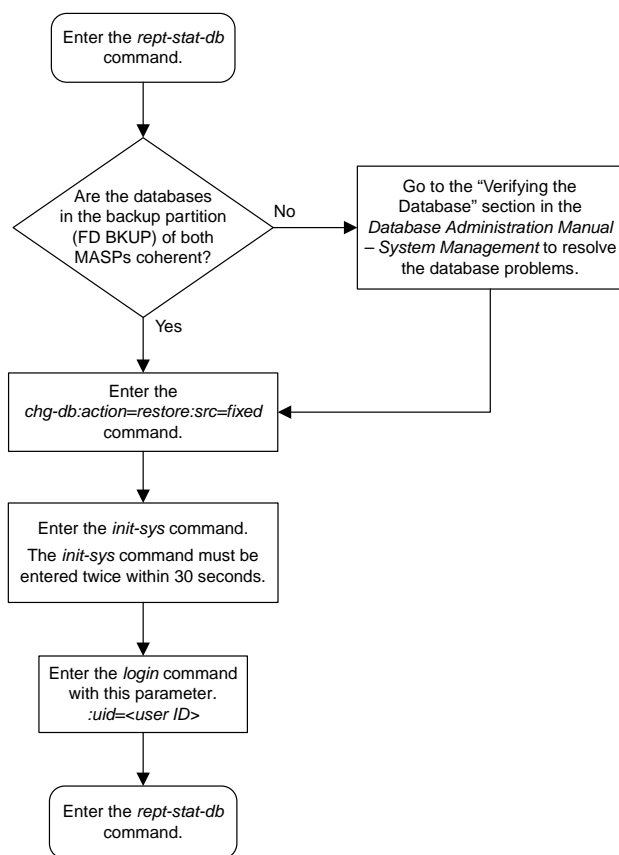 Enter the rept-stat-db
command.
Are the databases
in the backup partition
(FD BKUP) of both
MASPs coherent?
No
Go to the “Verifying the
Database” section in the
Database Administration Manual
– System Management to resolve
the database problems.
Yes
Enter the
chg-db:action=restore:src=fixed
command.
Enter the init-sys command.
The init-sys command must be
entered twice within 30 seconds.
Enter the login command
with this parameter.
:uid=<user ID>
Enter the rept-stat-db
command.